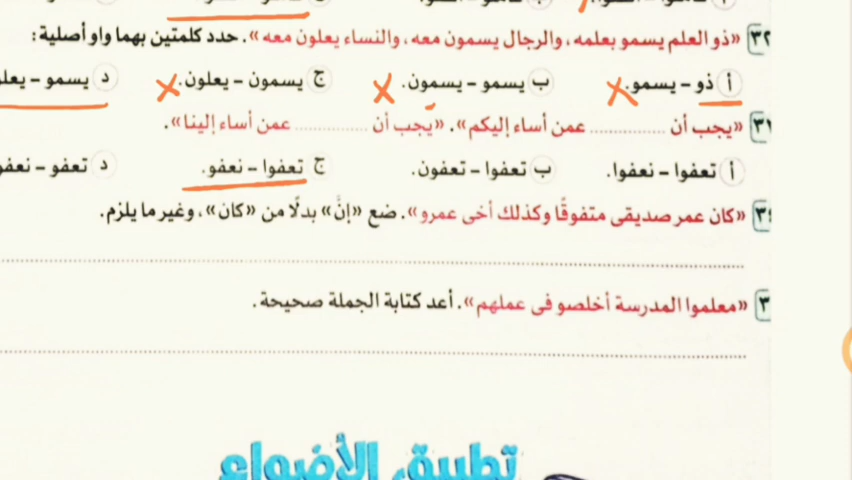 «ذو العلم يسمو بعلمه، والرجال يسمون معه، والنساء يعلون معه». حدد كلمتين بهما واو أصلية:
أ ذو - يسمو. ب يسمو - يسمون. ج يسمون - يعلون. د يسمو - يعلو
«يجب أن ............ عمن أساء إليكم». «يجب أن ............ عمن أساء إلينا».
أ تعفوا - نعفوا. ب تعفوا - تعفون. ج تعفوا - نعفو. د تعفو - نعفو
«كان عمر صديقى متفوقًا وكذلك أخى عمرو». ضع «إنَّ» بدلًا من «كان»، وغير ما يلزم.
«معلموا المدرسة أخلصو فى عملهم». أعد كتابة الجملة صحيحة.
تطبيق الأضواء